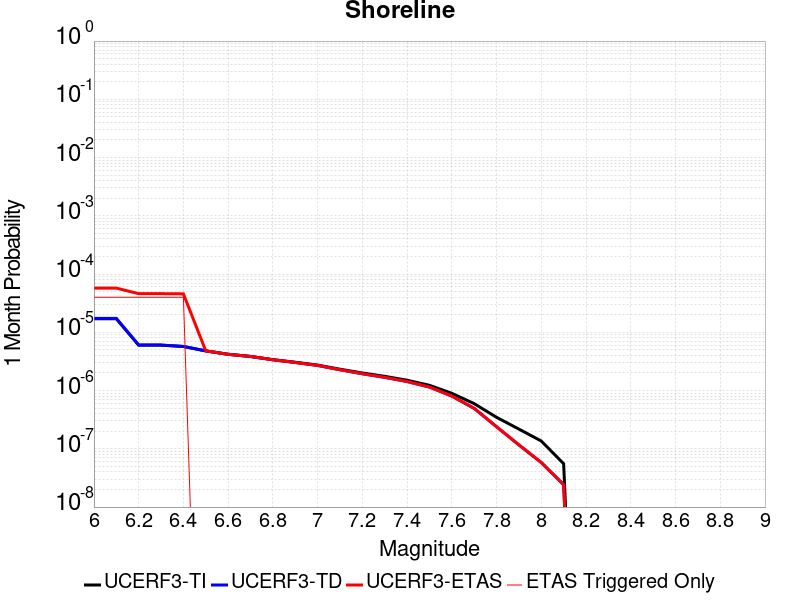 Shoreline
1 Month Probability
10^0
10^-1
10^-2
10^-3
10^-4
10^-5
10^-6
10^-7
10^-8
6 6.2 6.4 6.6 6.8 7 7.2 7.4 7.6 7.8 8 8.2 8.4 8.6 8.8 9
Magnitude
UCERF3-TI UCERF3-TD UCERF3-ETAS ETAS Triggered Only